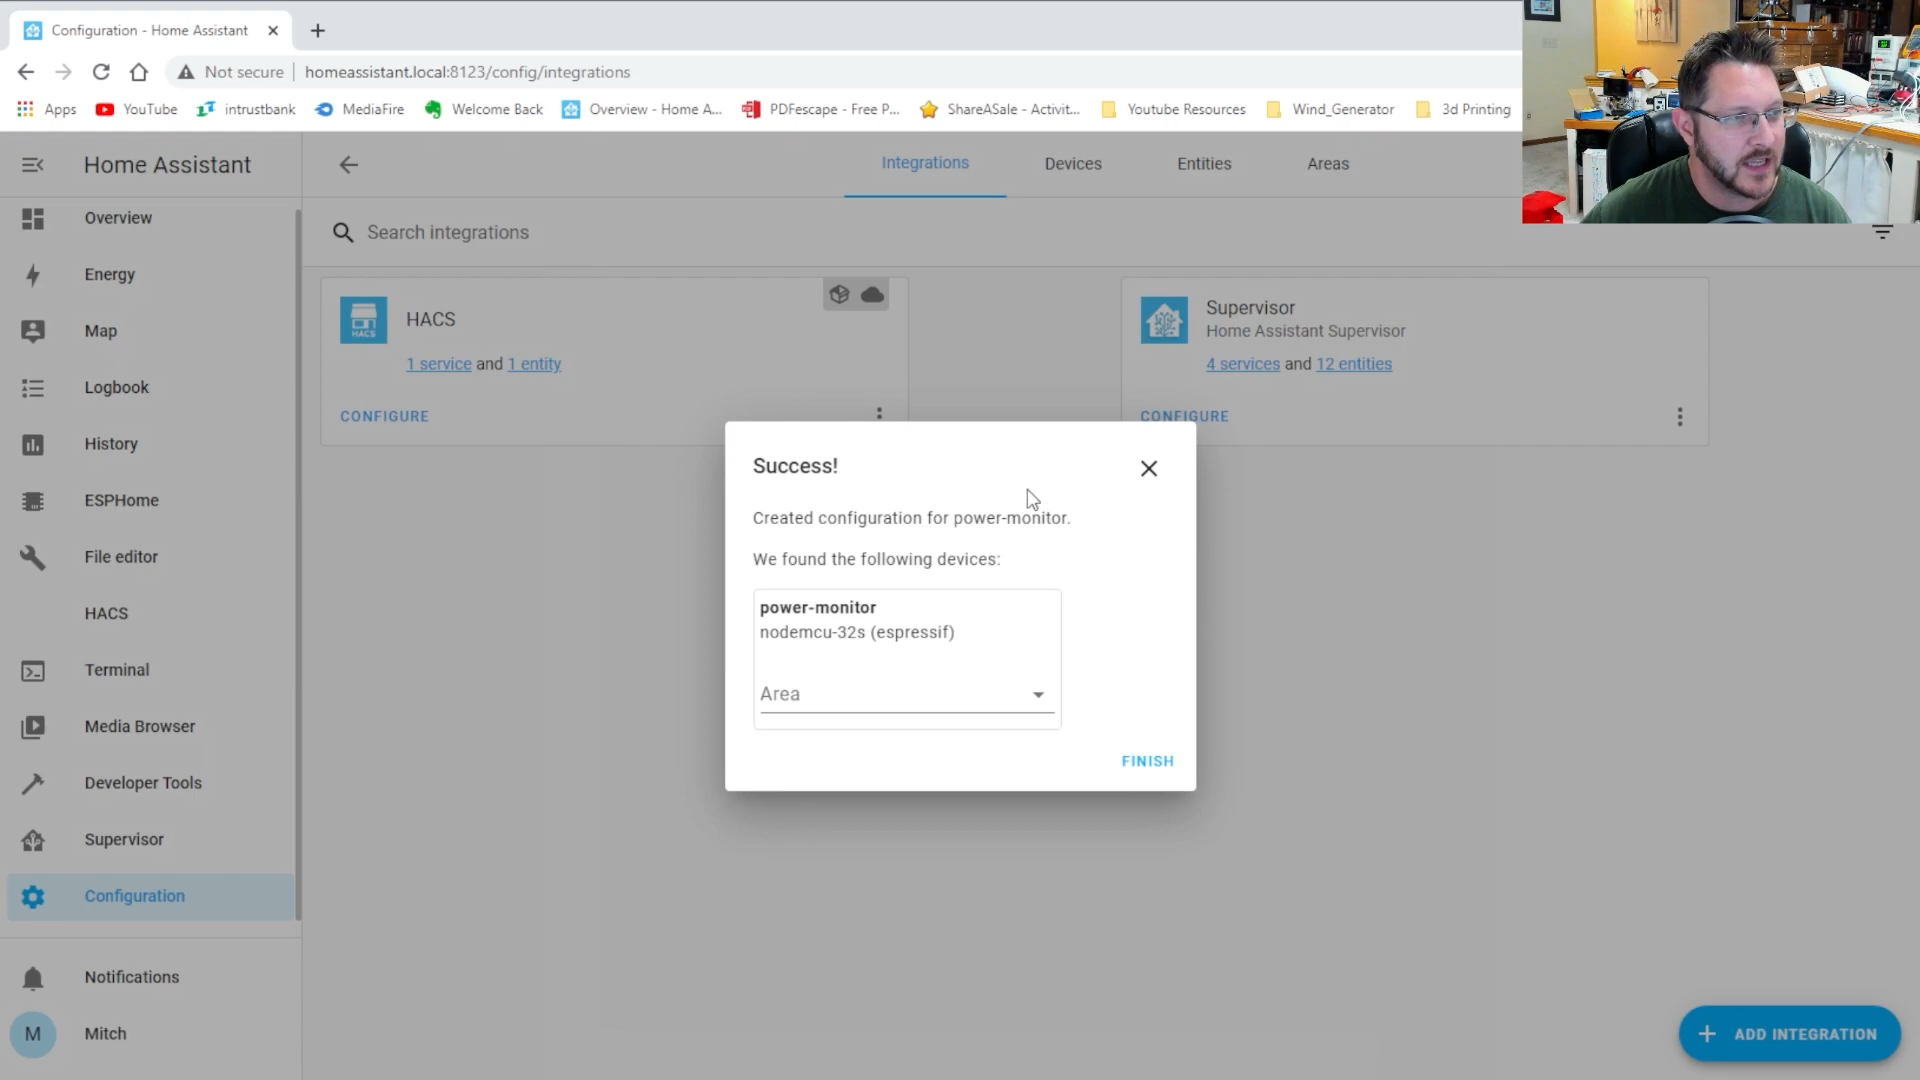 Configuration - Home Assistant
Not secure
homeassistant.local:8123/config/integrations
Apps
YouTube
intrustbank
MediaFire
Welcome Back
Overview - Home A...
PDFescape - Free P...
ShareASale - Activit...
Youtube Resources
Wind_Generator
3d Printing
Home Assistant
Integrations
Devices
Entities
Areas
Overview
Energy
Map
Logbook
History
ESPHome
File editor
HACS
Terminal
Media Browser
Developer Tools
Supervisor
Configuration
Notifications
M
Mitch
Search integrations
HACS
HACS
1 service and 1 entity
CONFIGURE
Supervisor
Home Assistant Supervisor
4 services and 12 entities
CONFIGURE
Success!
Created configuration for power-monitor.
We found the following devices:
power-monitor
nodemcu-32s (espressif)
Area
FINISH
ADD INTEGRATION